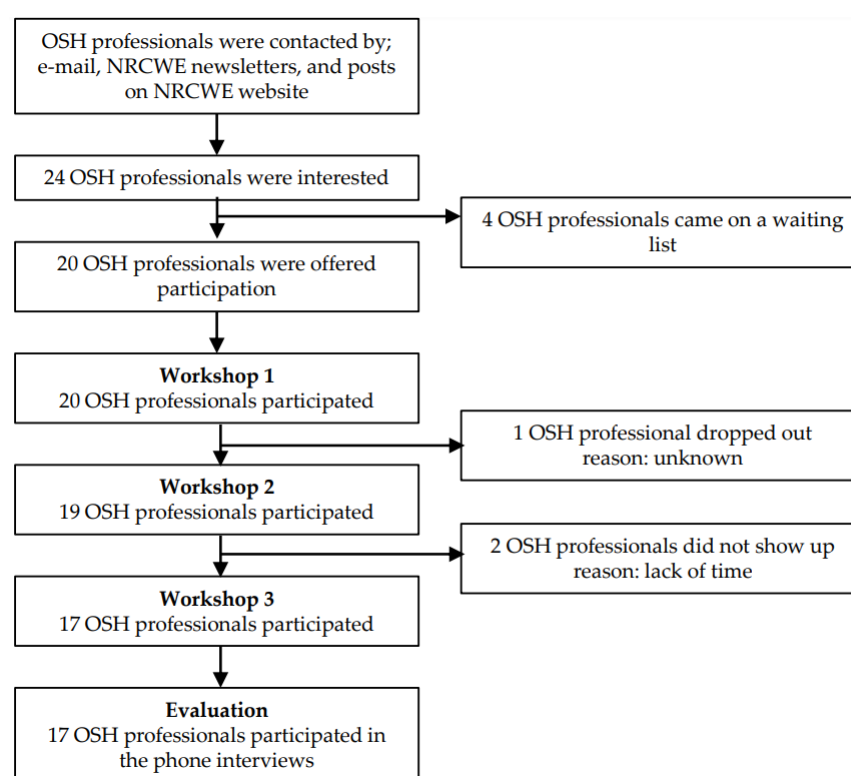 OSH professionals were contacted by;
e-mail, NRCWE newsletters, and posts
on NRCWE website
24 OSH professionals were interested
4 OSH professionals came on a waiting
list
20 OSH professionals were offered
participation
Workshop 1
20 OSH professionals participated
1 OSH professional dropped out
reason: unknown
Workshop 2
19 OSH professionals participated
2 OSH professionals did not show up
reason: lack of time
Workshop 3
17 OSH professionals participated
Evaluation
17 OSH professionals participated in
the phone interviews